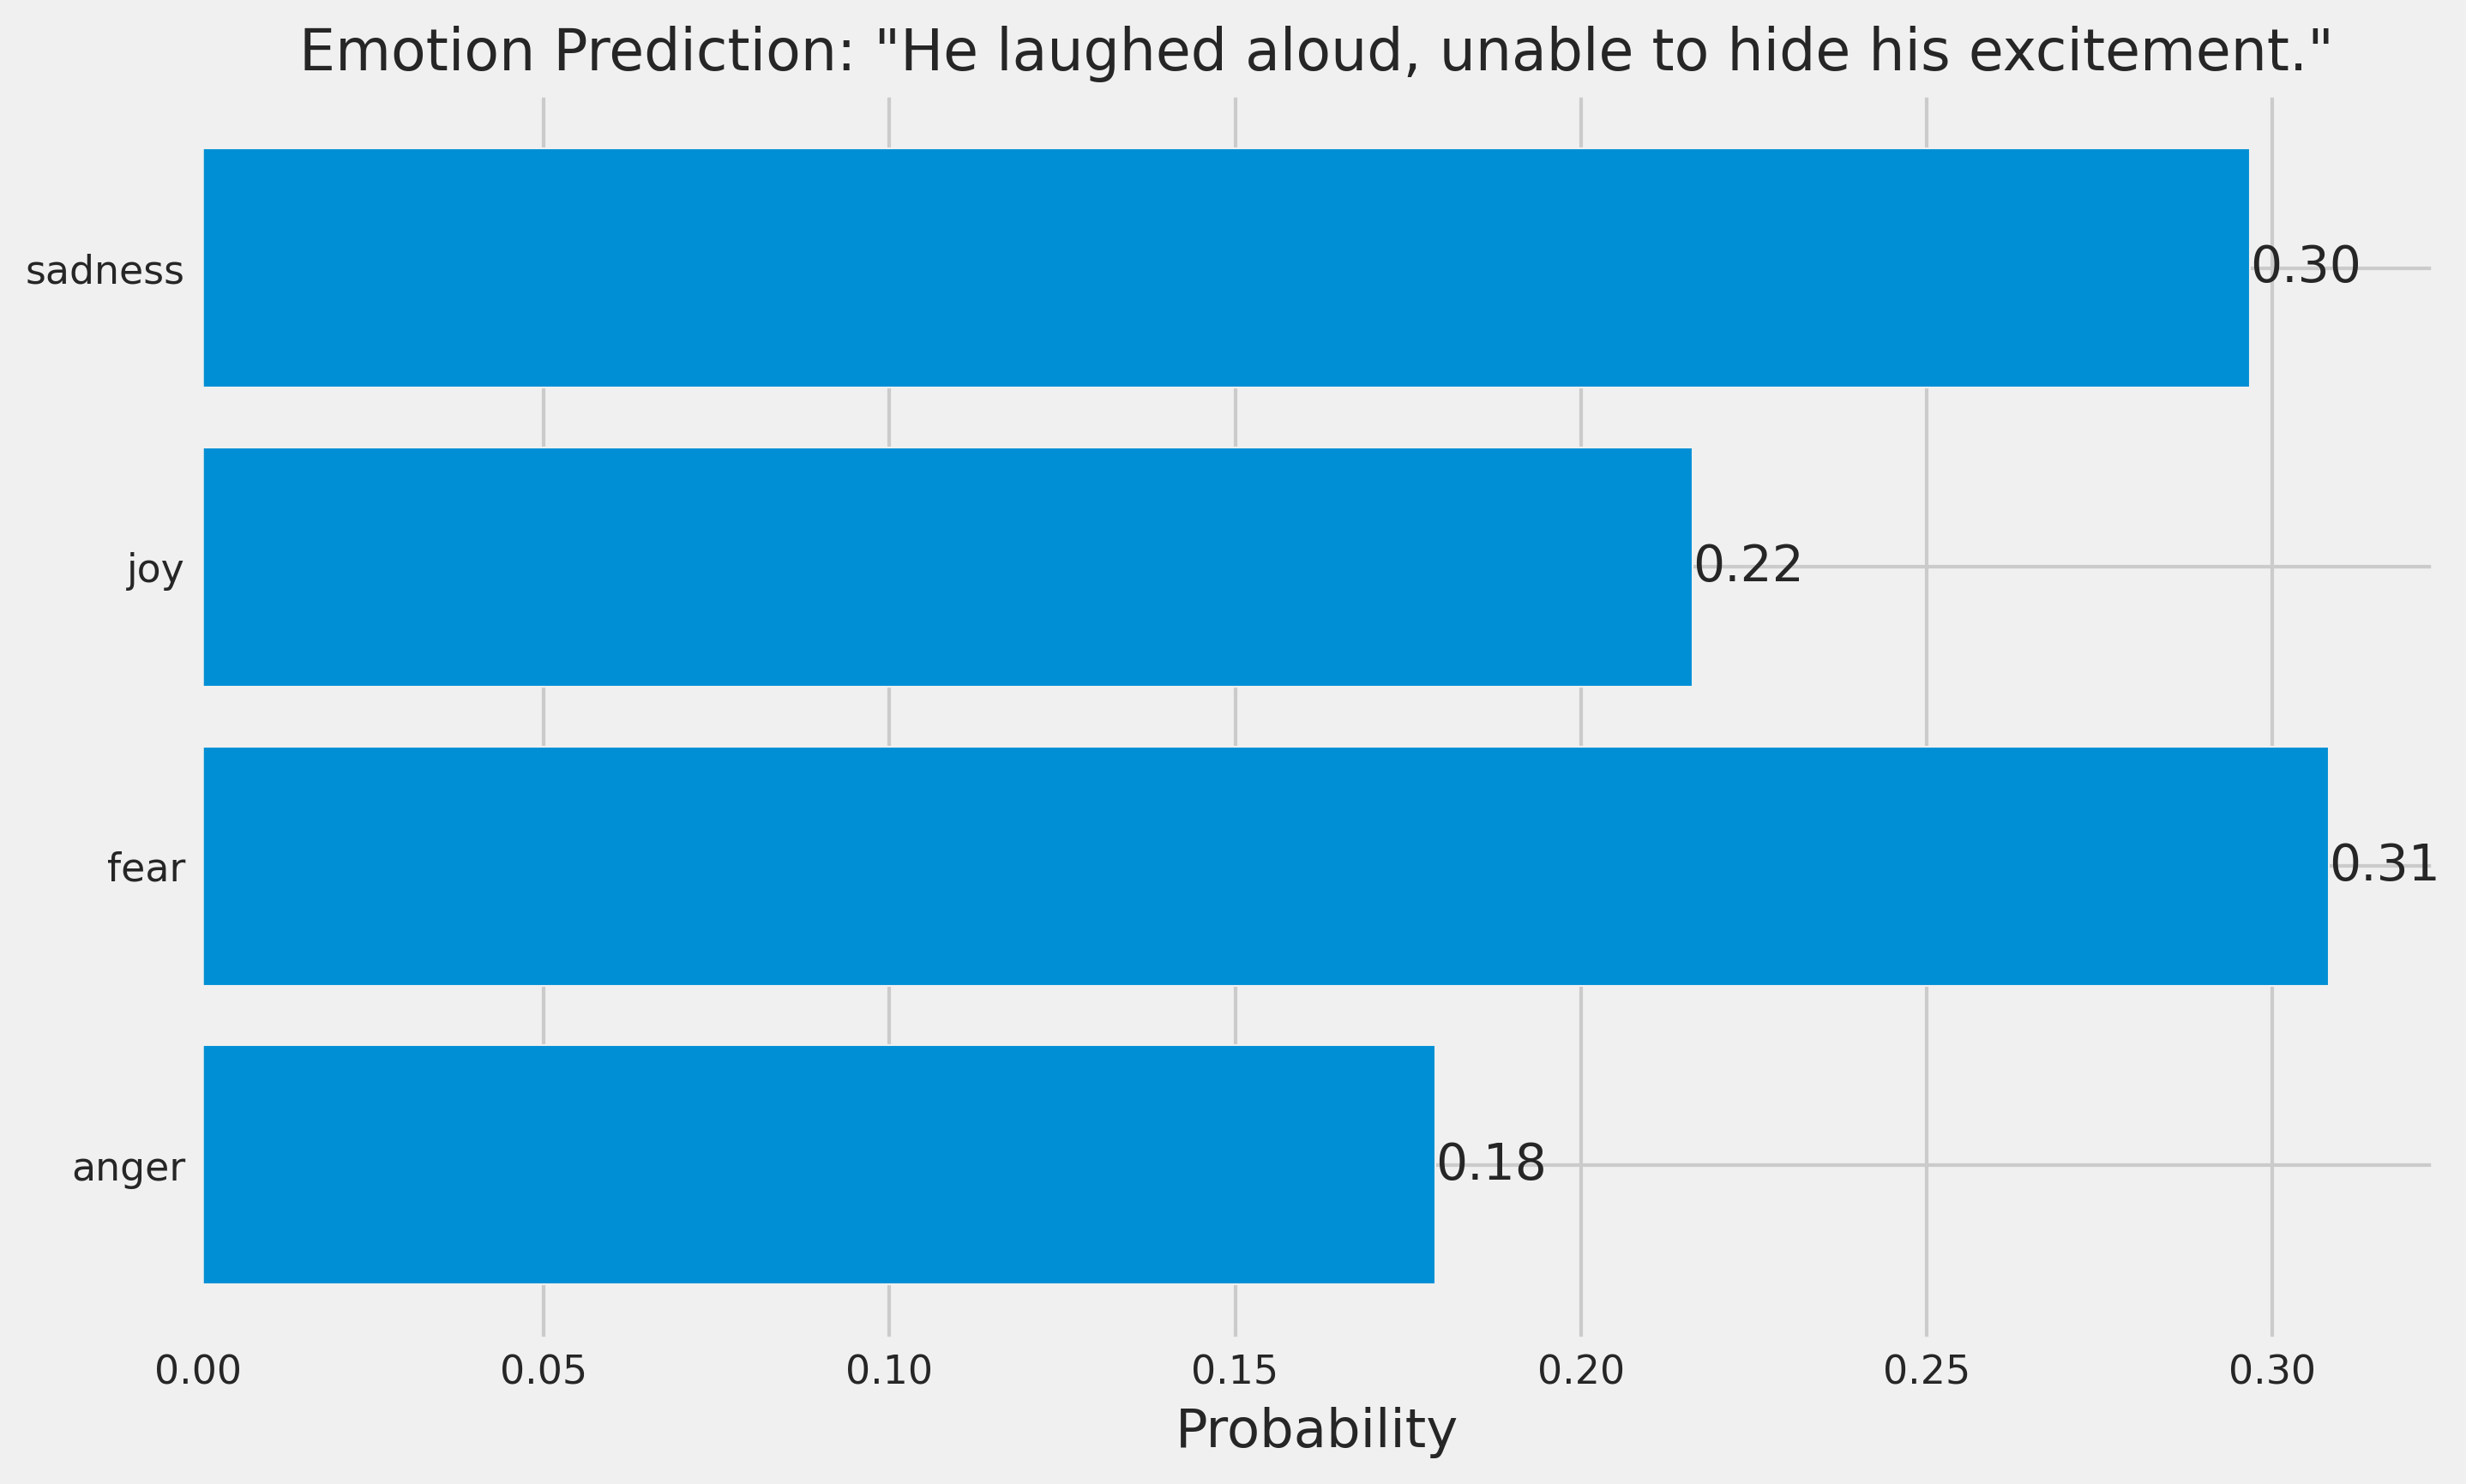 Emotion Prediction: "He laughed aloud, unable to hide his excitement."
sadness
0.30
joy
0.22
fear
0.31
anger
0.18
0.00 0.05 0.10 0.15 0.20 0.25 0.30
Probability